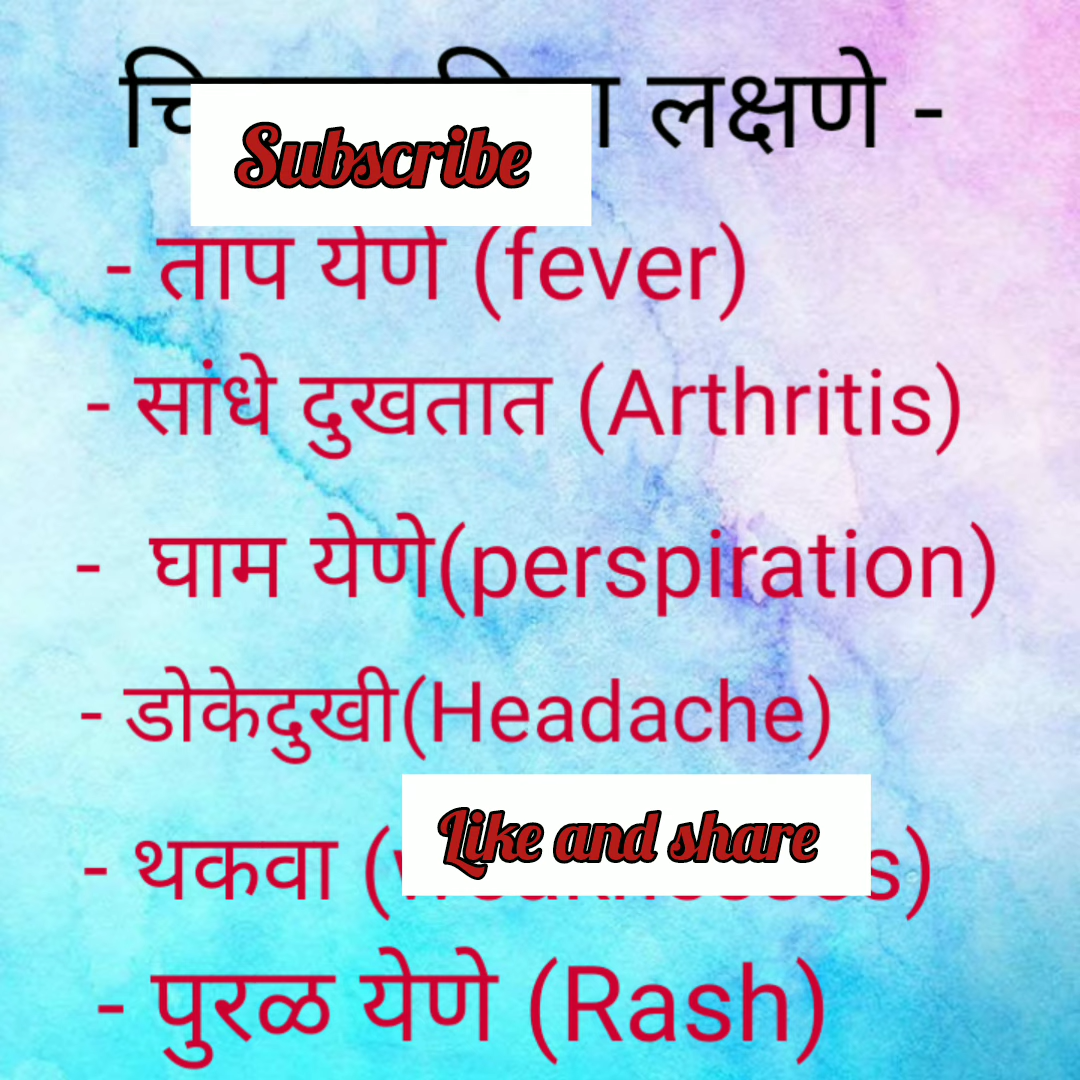 लक्षणे -
Subscribe
- ताप येणे (fever)
- सांधे दुखतात (Arthritis)
- घाम येणे(perspiration)
- डोकेदुखी(Headache)
Like and share
- थकवा
- पुरळ येणे (Rash)